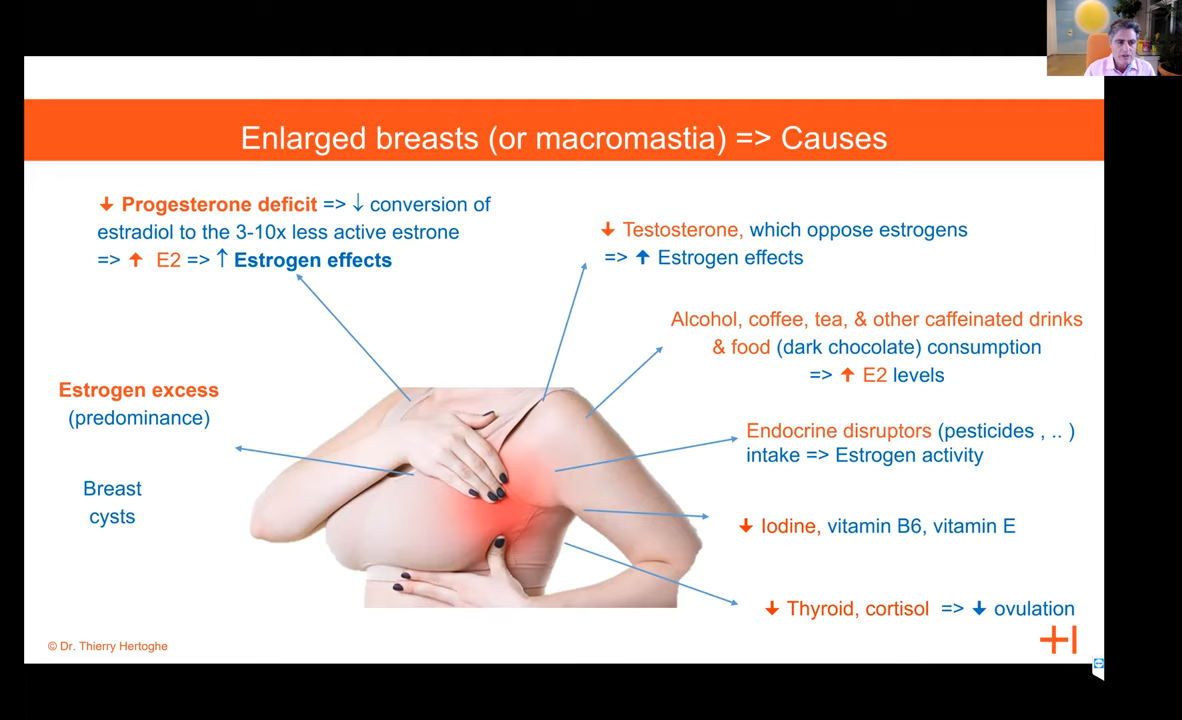 Enlarged breasts (or macromastia) => Causes
↓ Progesterone deficit => ↓ conversion of
estradiol to the 3-10x less active estrone
=> ↑ E2 => ↑ Estrogen effects
↓ Testosterone, which oppose estrogens
=> ↑ Estrogen effects
Alcohol, coffee, tea, & other caffeinated drinks
& food (dark chocolate) consumption
=> ↑ E2 levels
Estrogen excess
(predominance)
Endocrine disruptors (pesticides , .. )
intake => Estrogen activity
Breast
cysts
↓ Iodine, vitamin B6, vitamin E
↓ Thyroid, cortisol => ↓ ovulation
© Dr. Thierry Hertoghe